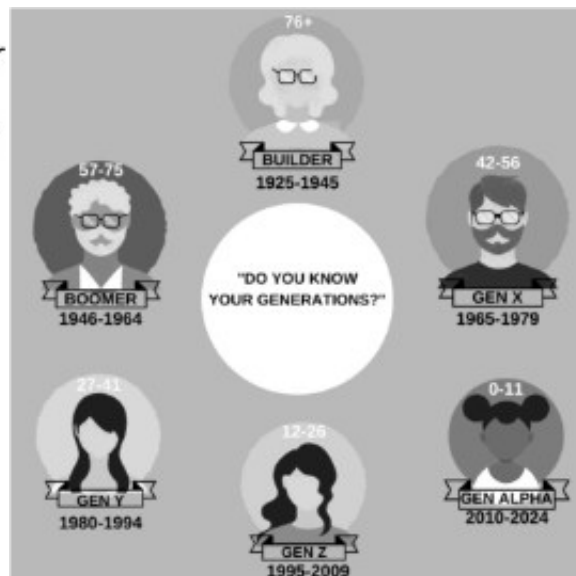 76+
BUILDER
1925-1945
57-75
BOOMER
1946-1964
42-56
GEN X
1965-1979
"DO YOU KNOW
YOUR GENERATIONS?"
27-41
GEN Y
1980-1994
12-26
GEN Z
1995-2009
0-11
GEN ALPHA
2010-2024